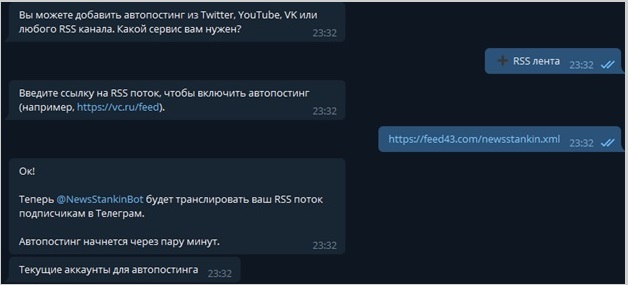 Вы можете добавить автопостинг из Twitter, YouTube, VK или
любого RSS канала. Какой сервис вам нужен?
23:32
➕ RSS лента 23:32
Введите ссылку на RSS поток, чтобы включить автопостинг
(например, https://vc.ru/feed).
23:32
https://feed43.com/newsstankin.xml 23:32
Ок!
Теперь @NewsStankinBot будет транслировать ваш RSS поток
подписчикам в Телеграм.
Автопостинг начнется через пару минут.
23:32
Текущие аккаунты для автопостинга 23:32